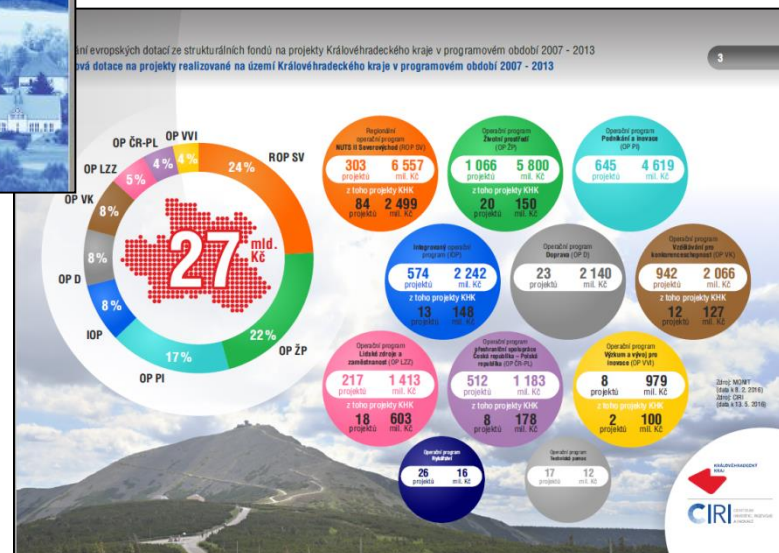 ání evropských dotací ze strukturálních fondů na projekty Královéhradeckého kraje v programovém období 2007 - 2013
ová dotace na projekty realizované na území Královéhradeckého kraje v programovém období 2007 - 2013
3
OP ČR-PL
OP VVI
ROP SV
OP LZZ
OP VK
OP D
IOP
OP PI
OP ŽP
4%
4%
24%
5%
8%
8%
8%
17%
22%
27 mld. Kč
Regionální
operační program
NUTS II Severovýchod (ROP SV)
303 6 557
projektů mil. Kč
z toho projekty KHK
84 2 499
projektů mil. Kč
Operační program
Životní prostředí
(OP ŽP)
1 066 5 800
projektů mil. Kč
z toho projekty KHK
20 150
projektů mil. Kč
Operační program
Podnikání a inovace
(OP PI)
645 4 619
projektů mil. Kč
Integrovaný operační
program (IOP)
574 2 242
projektů mil. Kč
z toho projekty KHK
13 148
projektů mil. Kč
Operační program
Doprava (OP D)
23 2 140
projektů mil. Kč
Operační program
Vzdělávání pro
konkurenceschopnost (OP VK)
942 2 066
projektů mil. Kč
z toho projekty KHK
12 127
projektů mil. Kč
Operační program
Lidské zdroje a
zaměstnanost (OP LZZ)
217 1 413
projektů mil. Kč
z toho projekty KHK
18 603
projektů mil. Kč
Operační program
přeshraniční spolupráce
Česká republika – Polská
republika (OP ČR-PL)
512 1 183
projektů mil. Kč
z toho projekty KHK
8 178
projektů mil. Kč
Operační program
Výzkum a vývoj pro
inovace (OP VVI)
8 979
projektů mil. Kč
z toho projekty KHK
2 100
projektů mil. Kč
Operační program
Rybářství
26 16
projektů mil. Kč
Operační program
Technická pomoc
17 12
projektů mil. Kč
Zdroj: MONIT
(data k 8. 2. 2016)
Zdroj: CIRI
(data k 13. 5. 2016)
KRÁLOVÉHRADECKÝ
KRAJ
CIRI